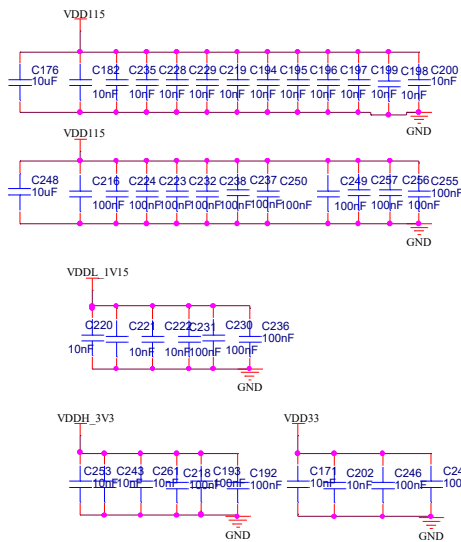 VDD115
C176 C182 C235 C228 C229 C219 C194 C195 C196 C197 C199 C198 C200
10uF 10nF 10nF 10nF 10nF 10nF 10nF 10nF 10nF 10nF 10nF 10nF 10nF
GND
VDD115
C248 C216 C224 C223 C232 C238 C237 C250 C249 C257 C256 C255
10uF 100nF 100nF 100nF 100nF 100nF 100nF 100nF 100nF 100nF 100nF
GND
VDDL_1V15
C220 C221 C222 C231 C230 C236
10nF 10nF 10nF 100nF 100nF 100nF
GND
VDDH_3V3 VDD33
C253 C243 C261 C218 C193 C192 C171 C202 C246
10nF 10nF 10nF 100nF 100nF 100nF 10nF 10nF 100nF 100nF
GND GND